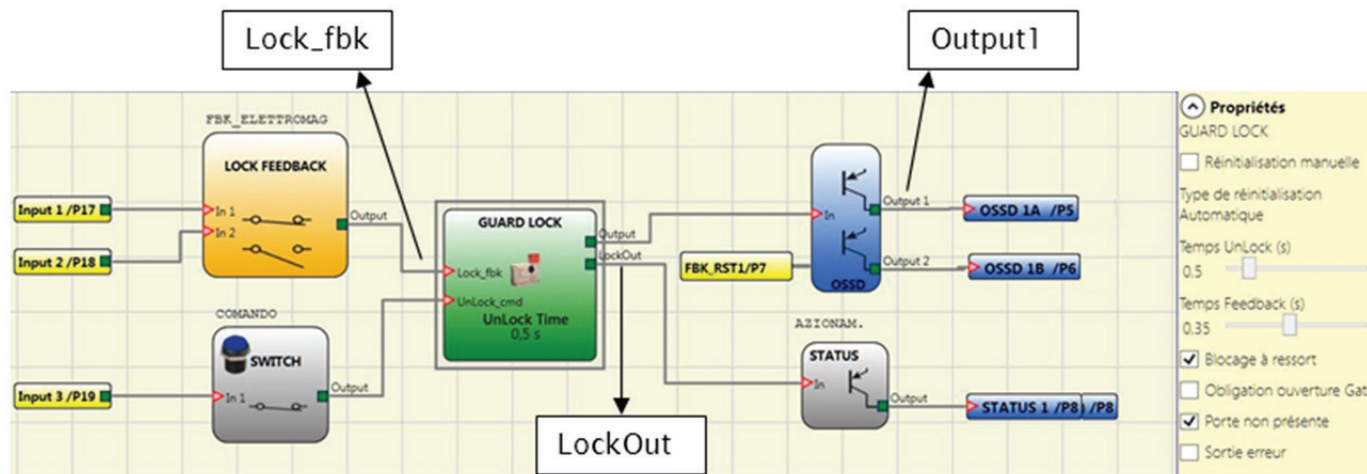 Lock_fbk
Output1
FBK_ELETTROMAG
LOCK FEEDBACK
Input 1 /P17
In 1
Output
Input 2 /P18
In 2
GUARD LOCK
Output
LockOut
Lock_fbk
UnLock_cmd
UnLock Time
0,5 s
COMANDO
SWITCH
Input 3 /P19
In 1
Output
LockOut
Output 1
OSSD 1A /P5
In
FBK_RST1/P7
Output 2
OSSD 1B /P6
OSSD
AZIONAM.
STATUS
In
Output
STATUS 1 /P8
/P8
Propriétés
GUARD LOCK
Réinitialisation manuelle
Type de réinitialisation
Automatique
Temps UnLock (s)
0,5
Temps Feedback (s)
0,35
Blocage à ressort
Obligation ouverture Gat
Porte non présente
Sortie erreur